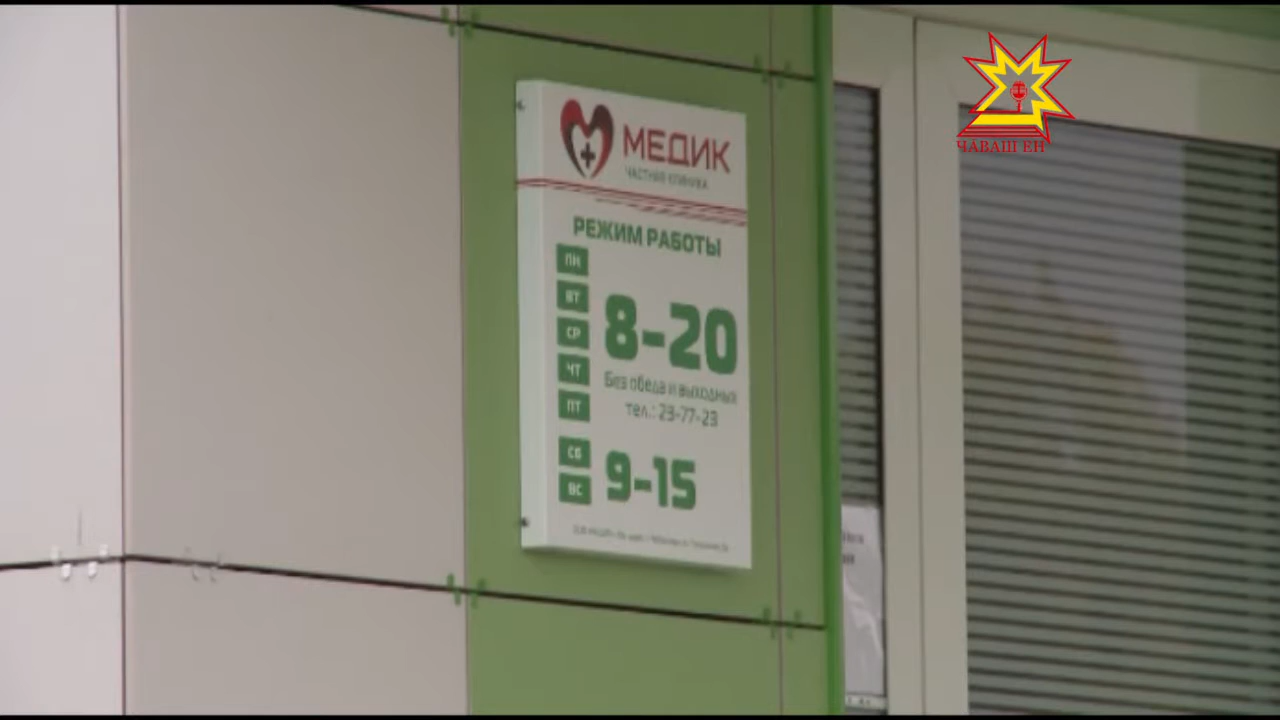 МЕДИК
ЧАСТНАЯ КЛИНИКА
РЕЖИМ РАБОТЫ
ПН
ВТ
СР
ЧТ
ПТ
8-20
Без обеда и выходных
тел.: 23-77-23
СБ
ВС
9-15
ЧĂВАШ ЕН